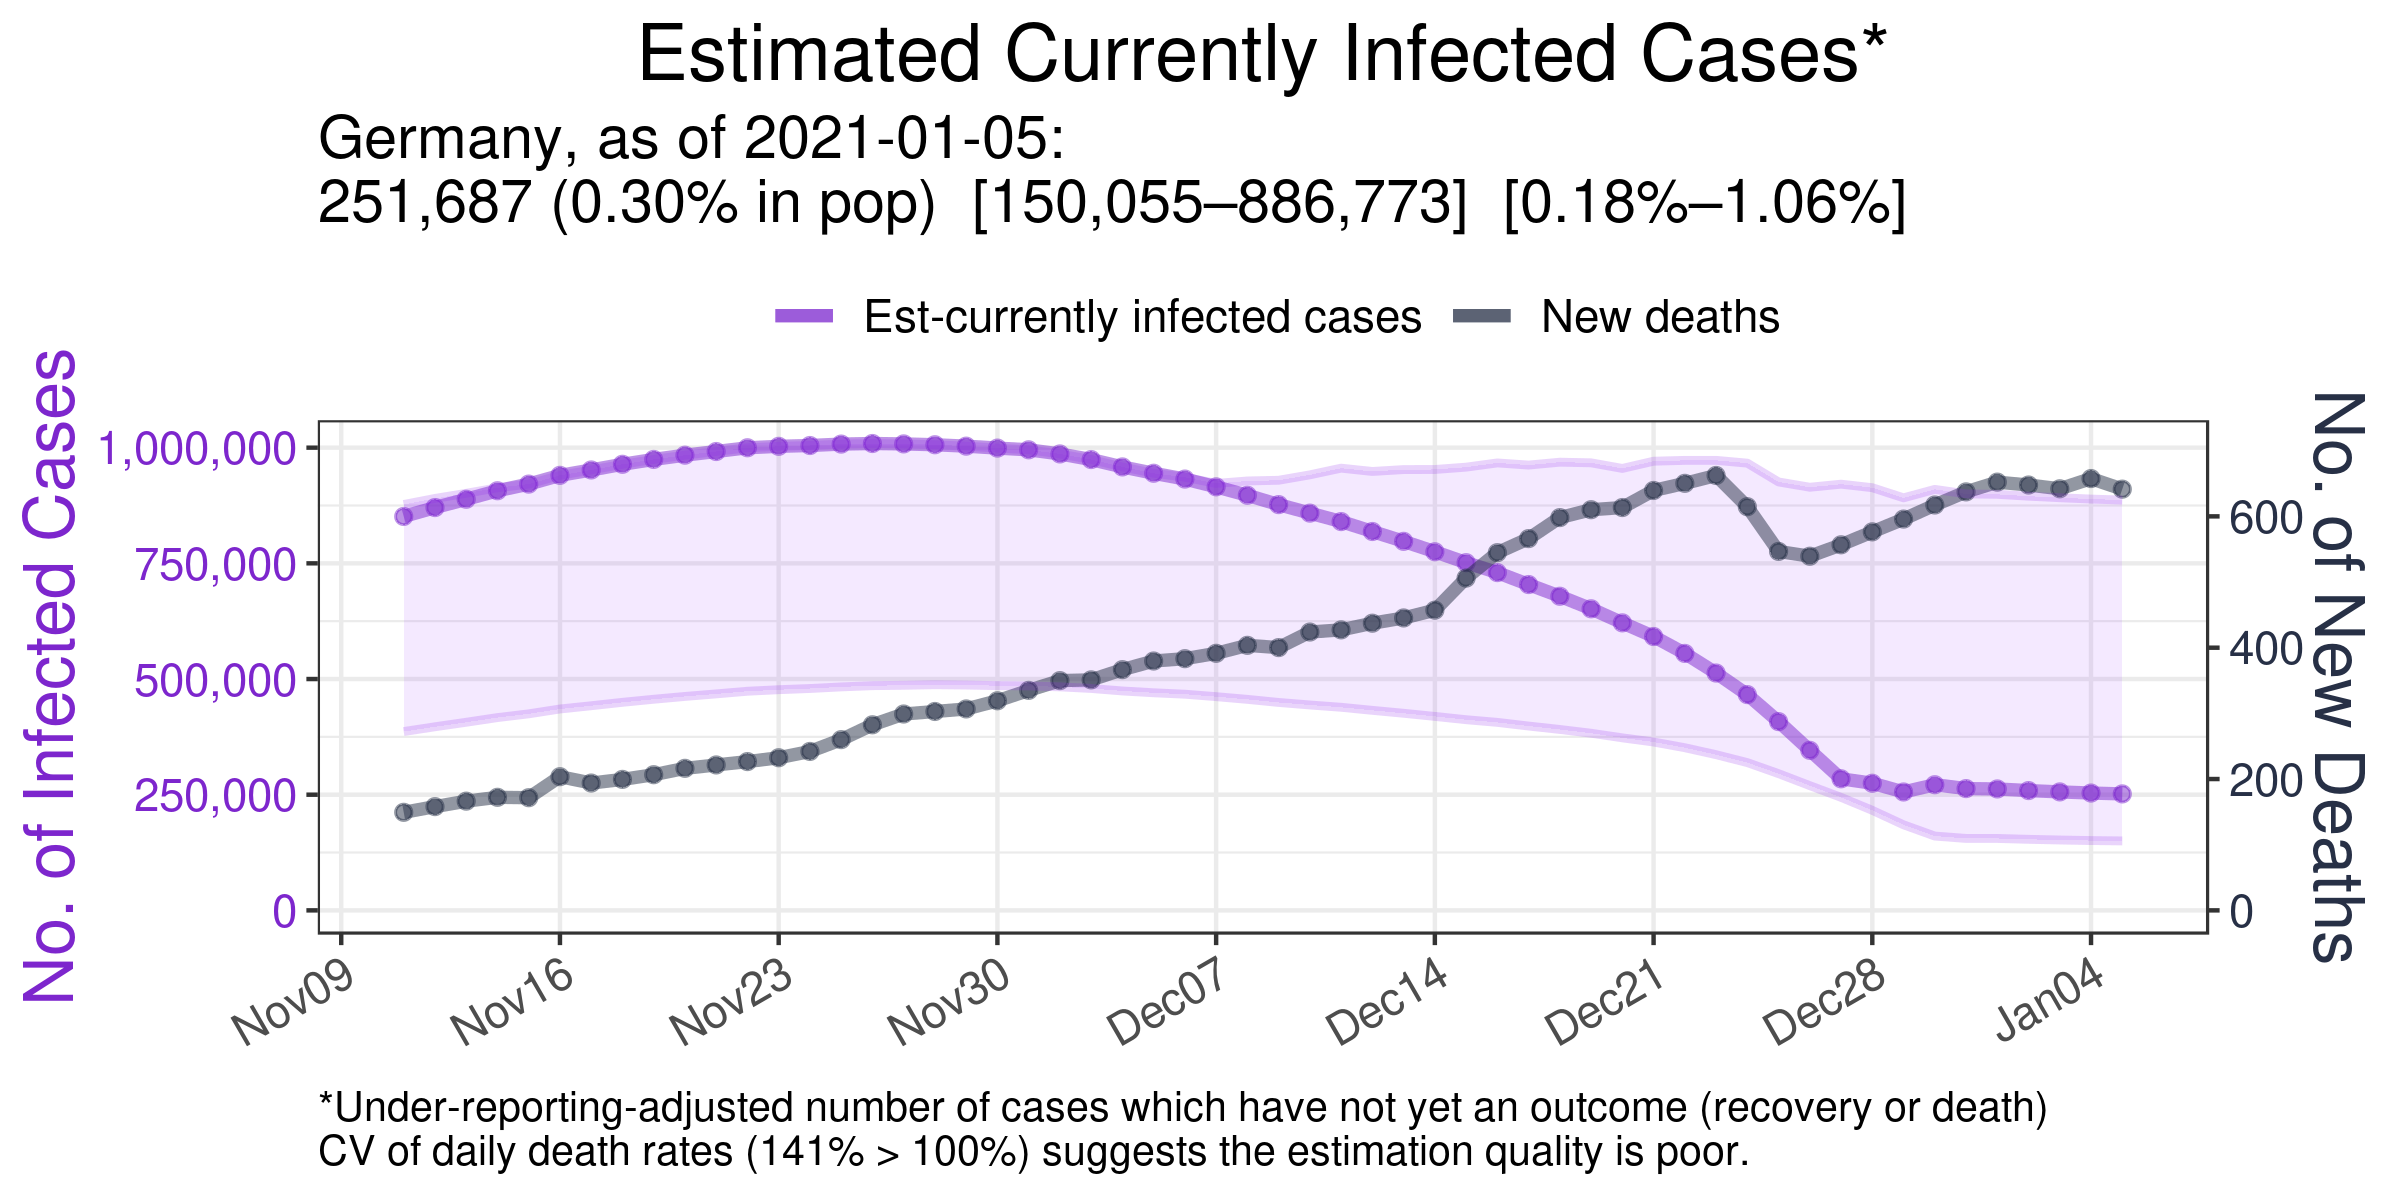 Estimated Currently Infected Cases*
Germany, as of 2021-01-05:
251,687 (0.30% in pop)  [150,055–886,773]  [0.18%–1.06%]
Est-currently infected cases
New deaths
No. of Infected Cases
1,000,000
750,000
500,000
250,000
0
No. of New Deaths
600
400
200
0
Nov09
Nov16
Nov23
Nov30
Dec07
Dec14
Dec21
Dec28
Jan04
*Under-reporting-adjusted number of cases which have not yet an outcome (recovery or death)
CV of daily death rates (141% > 100%) suggests the estimation quality is poor.